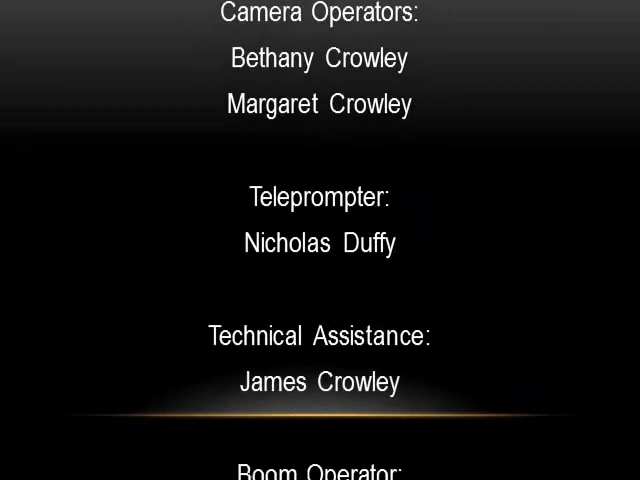 Camera Operators:
Bethany Crowley
Margaret Crowley
Teleprompter:
Nicholas Duffy
Technical Assistance:
James Crowley
Boom Operator: